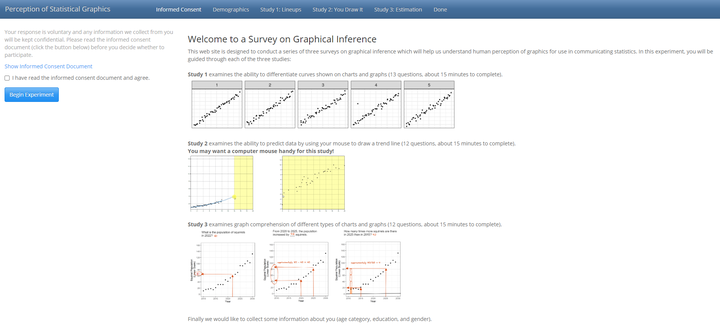 Perception of Statistical Graphics
Informed Consent Demographics Study 1: Lineups Study 2: You Draw It Study 3: Estimation Done
Your response is voluntary and any information we collect from you
will be kept confidential. Please read the informed consent
document (click the button below) before you decide whether to
participate.
Show Informed Consent Document
I have read the informed consent document and agree.
Begin Experiment
Welcome to a Survey on Graphical Inference
This web site is designed to conduct a series of three surveys on graphical inference which will help us understand human perception of graphics for use in communicating statistics. In this experiment, you will be
guided through each of the three studies:
Study 1 examines the ability to differentiate curves shown on charts and graphs (13 questions, about 15 minutes to complete).
1 2 3 4 5
Study 2 examines the ability to predict data by using your mouse to draw a trend line (12 questions, about 15 minutes to complete).
You may want a computer mouse handy for this study!
Study 3 examines graph comprehension of different types of charts and graphs (12 questions, about 15 minutes to complete).
Finally we would like to collect some information about you (age category, education, and gender).